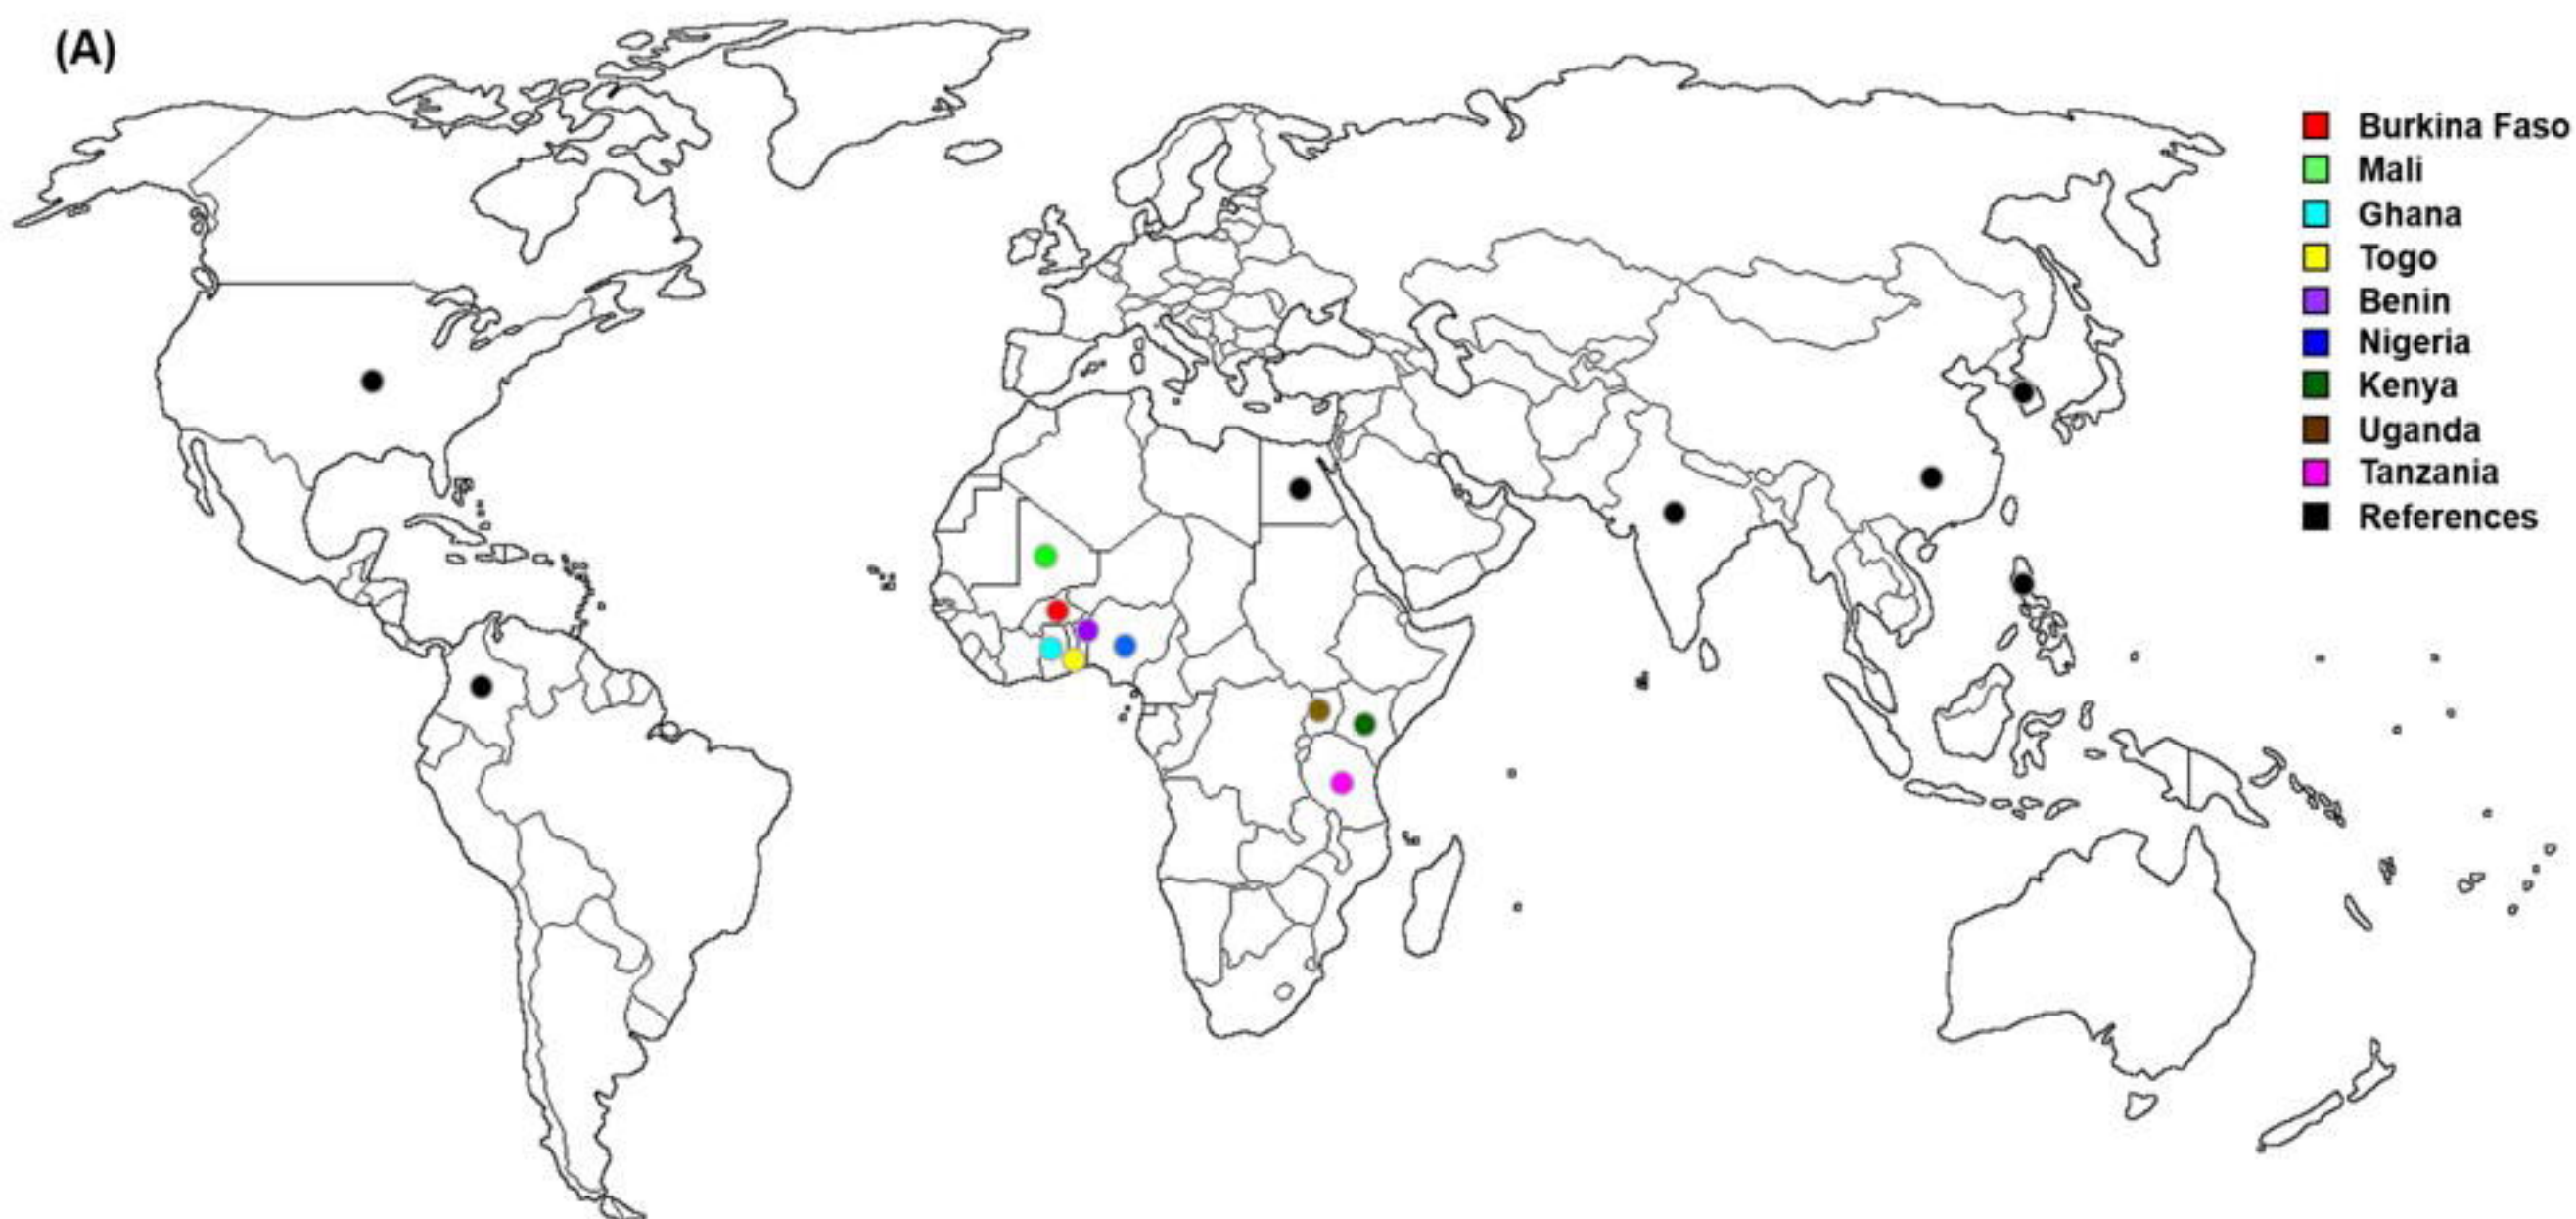 (A)
Burkina Faso
Mali
Ghana
Togo
Benin
Nigeria
Kenya
Uganda
Tanzania
References